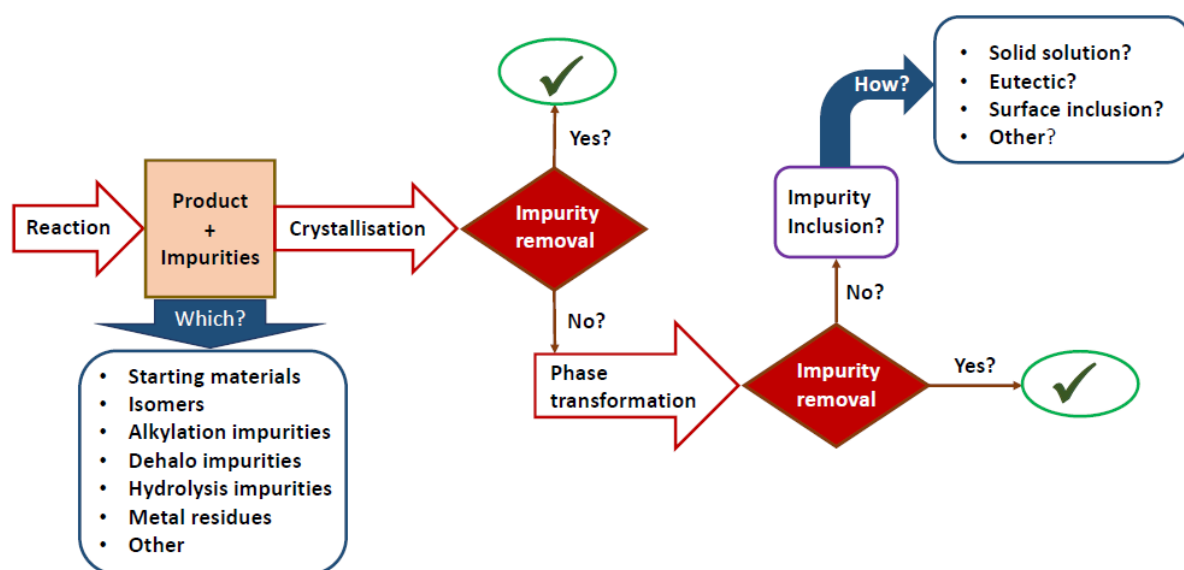 Reaction
Product
+
Impurities
Crystallisation
Impurity
removal
Yes?
No?
Which?
• Starting materials
• Isomers
• Alkylation impurities
• Dehalo impurities
• Hydrolysis impurities
• Metal residues
• Other
Phase
transformation
Impurity
removal
Yes?
No?
Impurity
Inclusion?
How?
• Solid solution?
• Eutectic?
• Surface inclusion?
• Other?